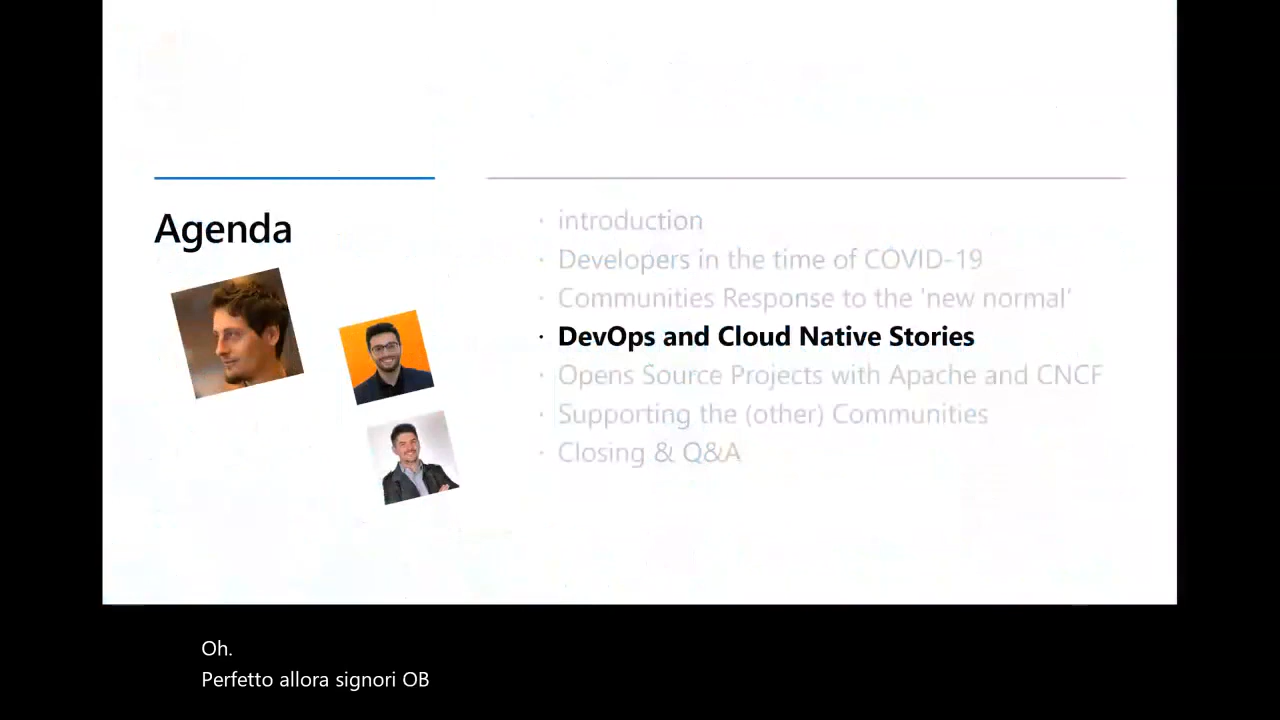 Agenda
· introduction
· Developers in the time of COVID-19
· Communities Response to the 'new normal'
· DevOps and Cloud Native Stories
· Opens Source Projects with Apache and CNCF
· Supporting the (other) Communities
· Closing & Q&A
Oh.
Perfetto allora signori OB